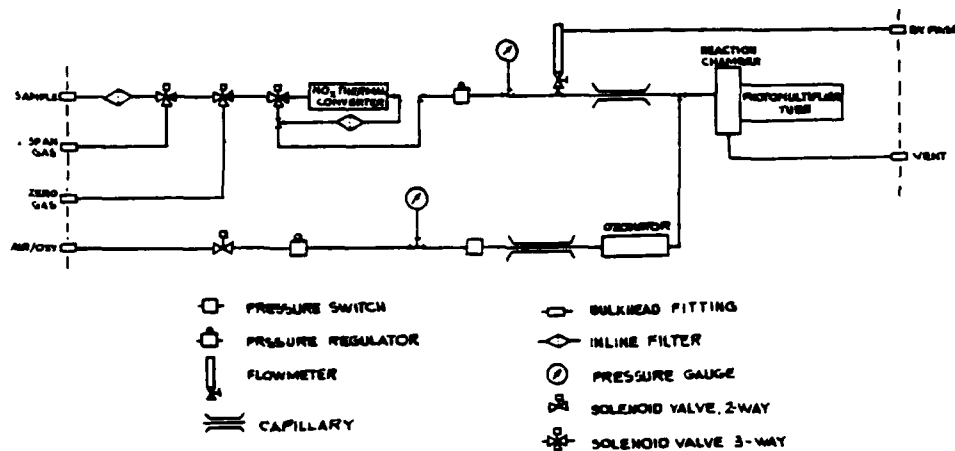 BY PASS
REACTION
CHAMBER
SAMPLE
NOX THERMAL
CONVERTER
PHOTOMULTIPLIER
TUBE
SPAN
GAS
VENT
ZERO
GAS
AIR/OXY
OZONATOR
PRESSURE SWITCH
PRESSURE REGULATOR
FLOWMETER
CAPILLARY
BULKHEAD FITTING
INLINE FILTER
PRESSURE GAUGE
SOLENOID VALVE, 2-WAY
SOLENOID VALVE 3-WAY